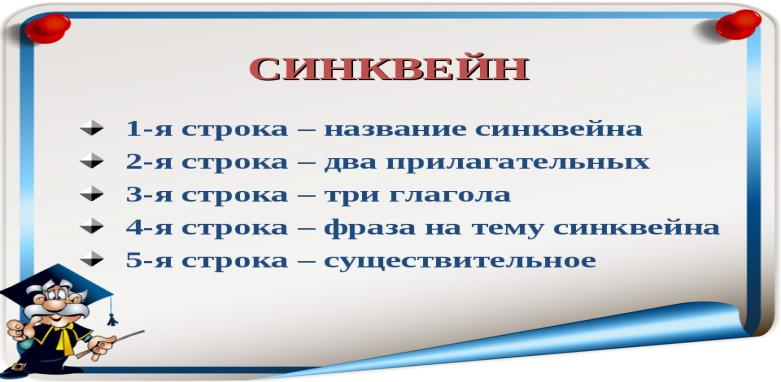 СИНКВЕЙН
1-я строка – название синквейна
2-я строка – два прилагательных
3-я строка – три глагола
4-я строка – фраза на тему синквейна
5-я строка – существительное